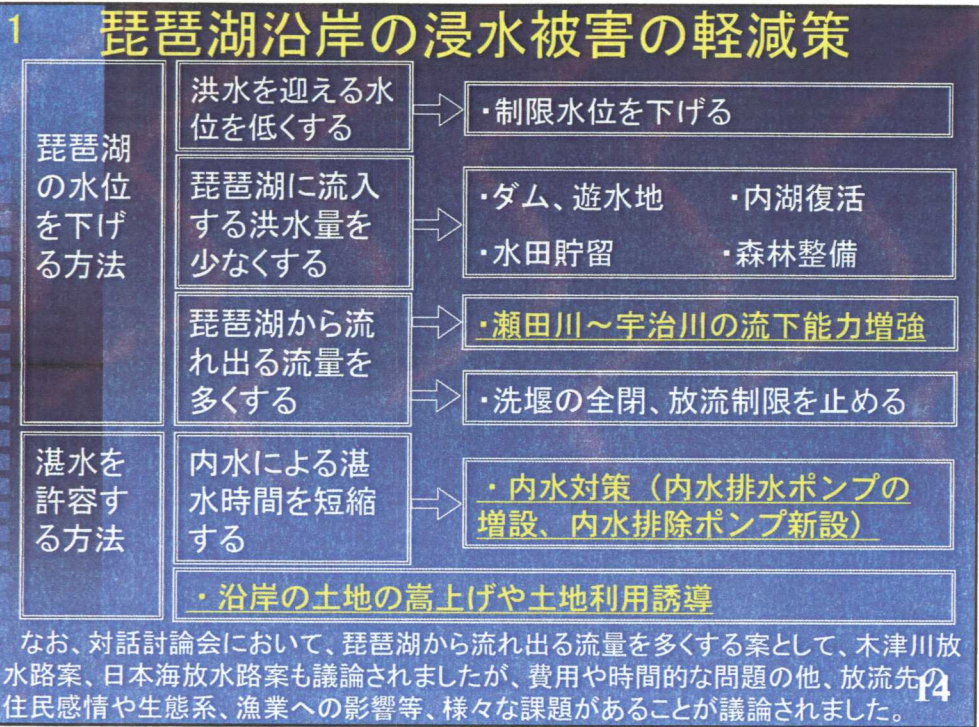 1
琵琶湖沿岸の浸水被害の軽減策
琵琶湖
の水位
を下げ
る方法
洪水を迎える水
位を低くする
・制限水位を下げる
琵琶湖に流入
する洪水量を
少なくする
・ダム、遊水地 ・内湖復活
・水田貯留 ・森林整備
琵琶湖から流
れ出る流量を
多くする
・瀬田川～宇治川の流下能力増強
・洗堰の全閉、放流制限を止める
湛水を
許容す
る方法
内水による湛
水時間を短縮
する
・内水対策（内水排水ポンプの
増設、内水排除ポンプ新設）
・沿岸の土地の嵩上げや土地利用誘導
なお、対話討論会において、琵琶湖から流れ出る流量を多くする案として、木津川放
水路案、日本海放水路案も議論されましたが、費用や時間的な問題の他、放流先の
住民感情や生態系、漁業への影響等、様々な課題があることが議論されました。
14